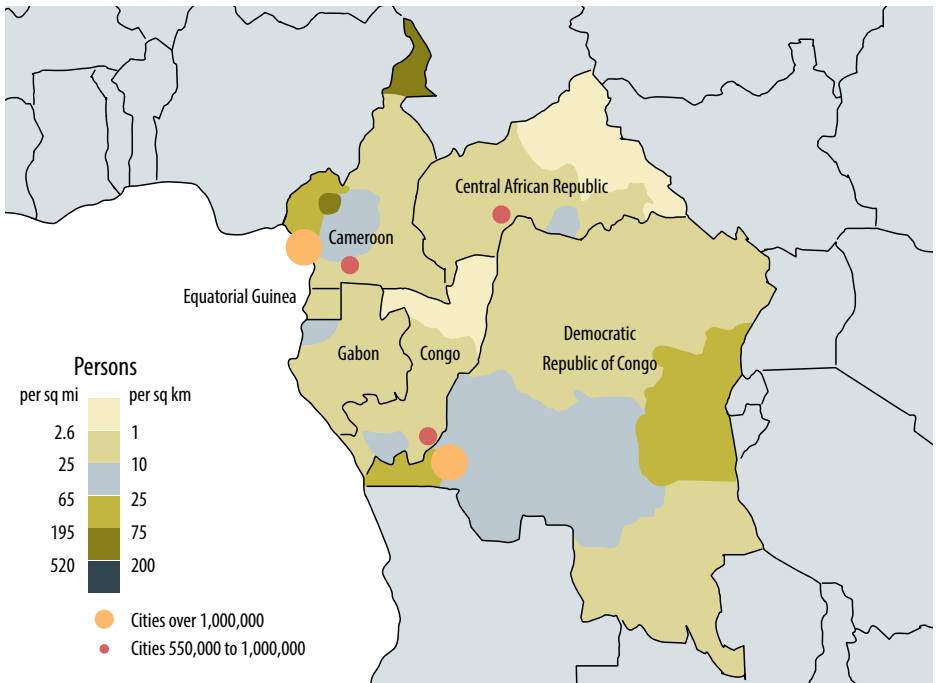 Central African Republic
Cameroon
Equatorial Guinea
Democratic
Republic of Congo
Gabon
Congo
Persons
per sq mi per sq km
2.6 1
25 10
65 25
195 75
520 200
Cities over 1,000,000
Cities 550,000 to 1,000,000